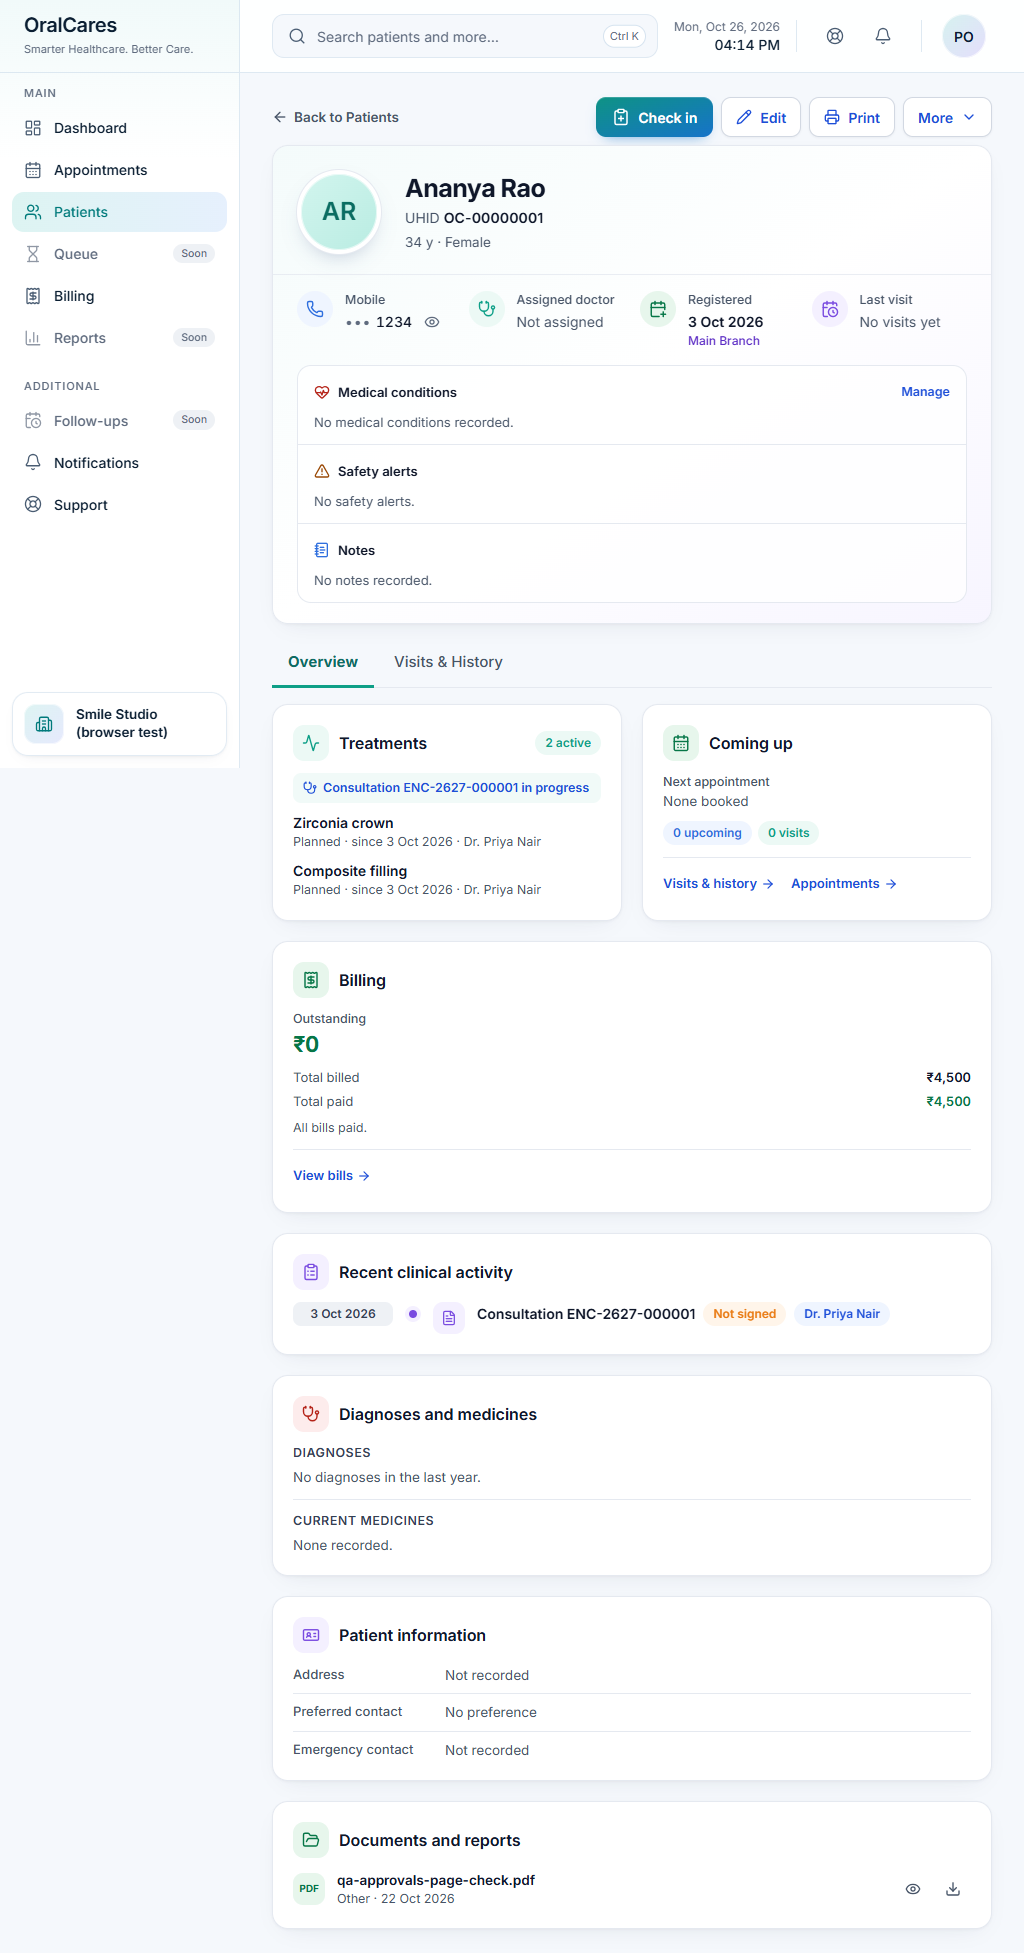 OralCares
Smarter Healthcare. Better Care.
Search patients and more...
Ctrl K
Mon, Oct 26, 2026
04:14 PM
PO
MAIN
Dashboard
Appointments
Patients
Queue
Soon
Billing
Reports
Soon
ADDITIONAL
Follow-ups
Soon
Notifications
Support
Smile Studio
(browser test)
Back to Patients
Check in
Edit
Print
More
AR
Ananya Rao
UHID OC-00000001
34 y · Female
Mobile
••• 1234
Assigned doctor
Not assigned
Registered
3 Oct 2026
Main Branch
Last visit
No visits yet
Medical conditions
Manage
No medical conditions recorded.
Safety alerts
No safety alerts.
Notes
No notes recorded.
Overview
Visits & History
Treatments
2 active
Consultation ENC-2627-000001 in progress
Zirconia crown
Planned · since 3 Oct 2026 · Dr. Priya Nair
Composite filling
Planned · since 3 Oct 2026 · Dr. Priya Nair
Coming up
Next appointment
None booked
0 upcoming
0 visits
Visits & history →
Appointments →
Billing
Outstanding
₹0
Total billed
₹4,500
Total paid
₹4,500
All bills paid.
View bills →
Recent clinical activity
3 Oct 2026
Consultation ENC-2627-000001
Not signed
Dr. Priya Nair
Diagnoses and medicines
DIAGNOSES
No diagnoses in the last year.
CURRENT MEDICINES
None recorded.
Patient information
Address
Not recorded
Preferred contact
No preference
Emergency contact
Not recorded
Documents and reports
PDF
qa-approvals-page-check.pdf
Other · 22 Oct 2026